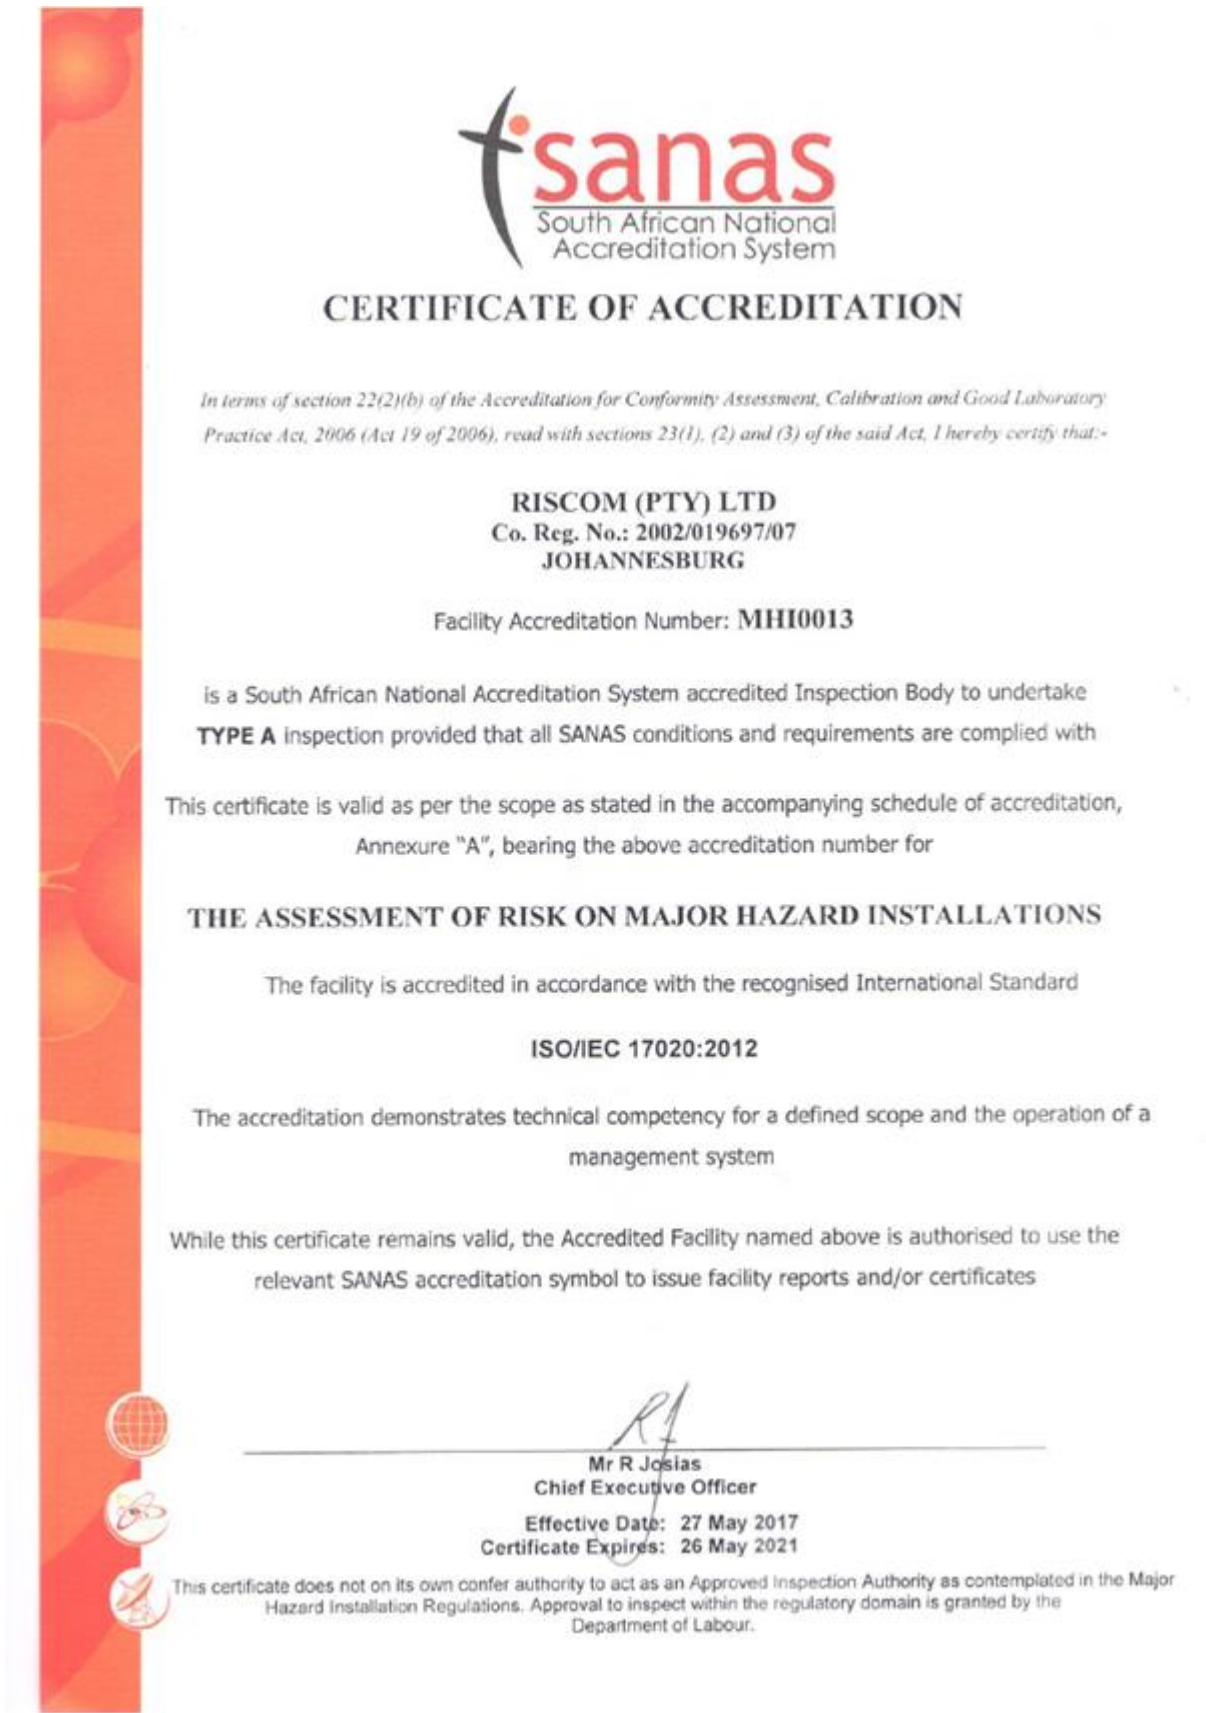 sanas
South African National
Accreditation System
CERTIFICATE OF ACCREDITATION
In terms of section 22(2)(b) of the Accreditation for Conformity Assessment, Calibration and Good Laboratory
Practice Act, 2006 (Act 19 of 2006), read with sections 23(1), (2) and (3) of the said Act, I hereby certify that:-
RISCOM (PTY) LTD
Co. Reg. No.: 2002/019697/07
JOHANNESBURG
Facility Accreditation Number: MHI0013
is a South African National Accreditation System accredited Inspection Body to undertake
TYPE A inspection provided that all SANAS conditions and requirements are complied with
This certificate is valid as per the scope as stated in the accompanying schedule of accreditation,
Annexure "A", bearing the above accreditation number for
THE ASSESSMENT OF RISK ON MAJOR HAZARD INSTALLATIONS
The facility is accredited in accordance with the recognised International Standard
ISO/IEC 17020:2012
The accreditation demonstrates technical competency for a defined scope and the operation of a
management system
While this certificate remains valid, the Accredited Facility named above is authorised to use the
relevant SANAS accreditation symbol to issue facility reports and/or certificates
Mr R Josias
Chief Executive Officer
Effective Date: 27 May 2017
Certificate Expires: 26 May 2021
This certificate does not on its own confer authority to act as an Approved Inspection Authority as contemplated in the Major
Hazard Installation Regulations. Approval to inspect within the regulatory domain is granted by the
Department of Labour.